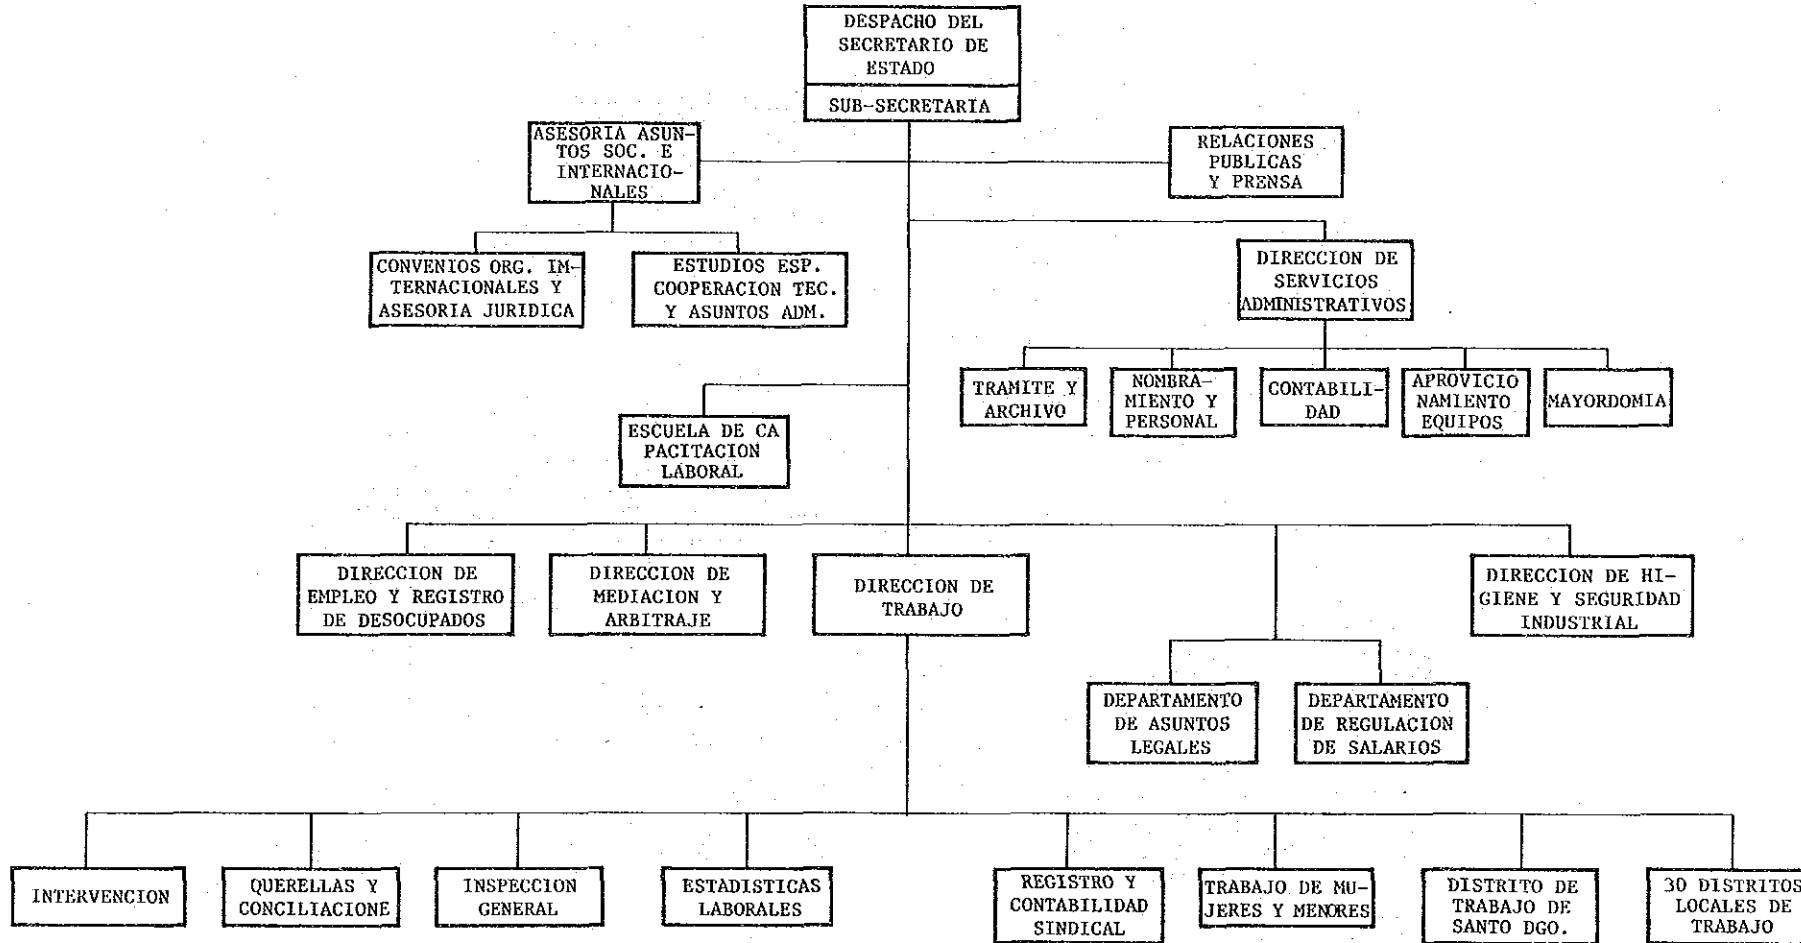 DESPACHO DEL
SECRETARIO DE
ESTADO
SUB-SECRETARIA
ASESORIA ASUN-
TOS SOC. E
INTERNACIO-
NALES
RELACIONES
PUBLICAS
Y PRENSA
CONVENIOS ORG. IM-
TERNACIONALES Y
ASESORIA JURIDICA
ESTUDIOS ESP.
COOPERACION TEC.
Y ASUNTOS ADM.
DIRECCION DE
SERVICIOS
ADMINISTRATIVOS
TRAMITE Y
ARCHIVO
NOMBRA-
MIENTO Y
PERSONAL
CONTABILI-
DAD
APROVICIO
NAMIENTO
EQUIPOS
MAYORDOMIA
ESCUELA DE CA
PACITACION
LABORAL
DIRECCION DE
EMPLEO Y REGISTRO
DE DESOCUPADOS
DIRECCION DE
MEDIACION Y
ARBITRAJE
DIRECCION DE
TRABAJO
DIRECCION DE HI-
GIENE Y SEGURIDAD
INDUSTRIAL
DEPARTAMENTO
DE ASUNTOS
LEGALES
DEPARTAMENTO
DE REGULACION
DE SALARIOS
INTERVENCION
QUERELLAS Y
CONCILIACIONE
INSPECCION
GENERAL
ESTADISTICAS
LABORALES
REGISTRO Y
CONTABILIDAD
SINDICAL
TRABAJO DE MU-
JERES Y MENORES
DISTRITO DE
TRABAJO DE
SANTO DGO.
30 DISTRITOS
LOCALES DE
TRABAJO